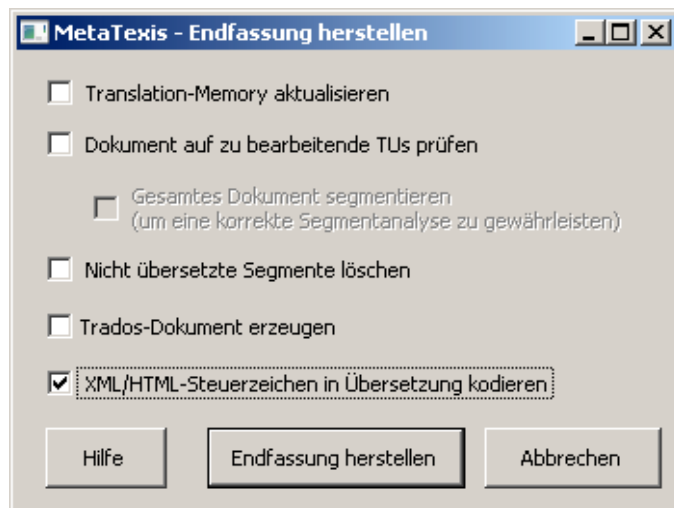 MetaTexis - Endfassung herstellen
Translation-Memory aktualisieren
Dokument auf zu bearbeitende TUs prüfen
Gesamtes Dokument segmentieren
(um eine korrekte Segmentanalyse zu gewährleisten)
Nicht übersetzte Segmente löschen
Trados-Dokument erzeugen
XML/HTML-Steuerzeichen in Übersetzung kodieren
Hilfe Endfassung herstellen Abbrechen